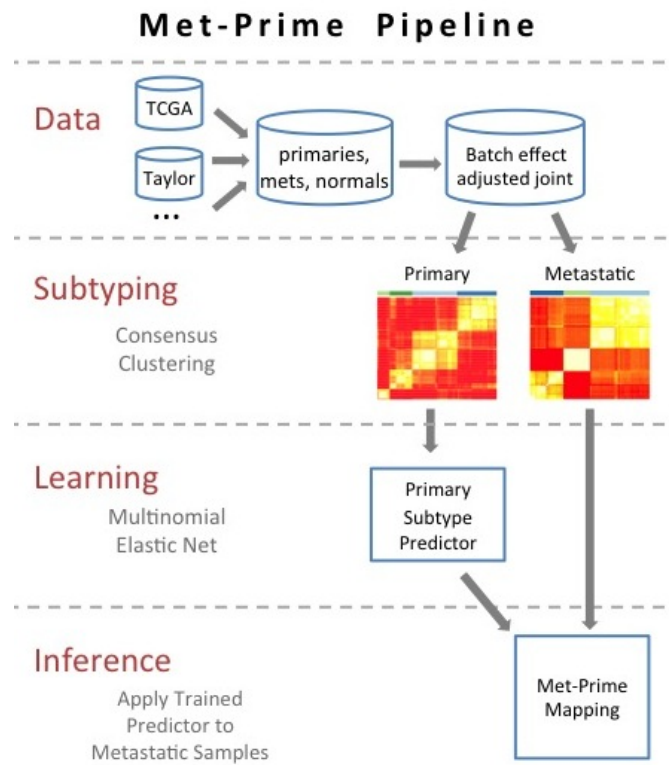 Met-Prime Pipeline
Data
TCGA
Taylor
...
primaries,
mets, normals
Batch effect
adjusted joint
Subtyping
Consensus
Clustering
Primary
Metastatic
Learning
Multinomial
Elastic Net
Primary
Subtype
Predictor
Inference
Apply Trained
Predictor to
Metastatic Samples
Met-Prime
Mapping